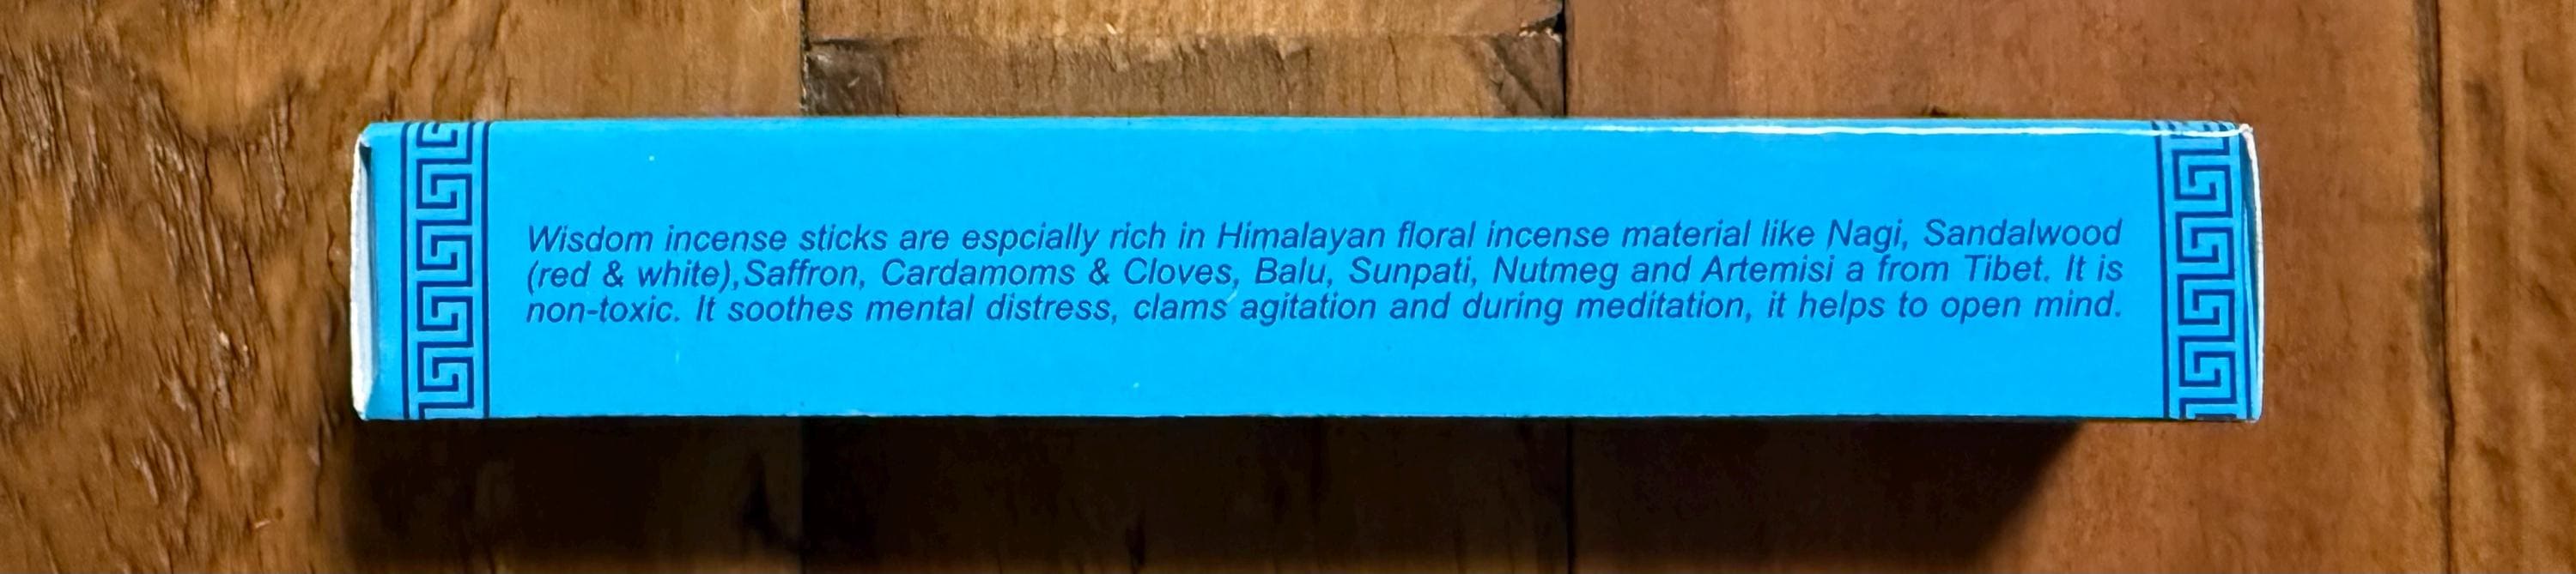 Wisdom incense sticks are espcially rich in Himalayan floral incense material like Nagi, Sandalwood
(red & white),Saffron, Cardamoms & Cloves, Balu, Sunpati, Nutmeg and Artemisi a from Tibet. It is
non-toxic. It soothes mental distress, clams agitation and during meditation, it helps to open mind.